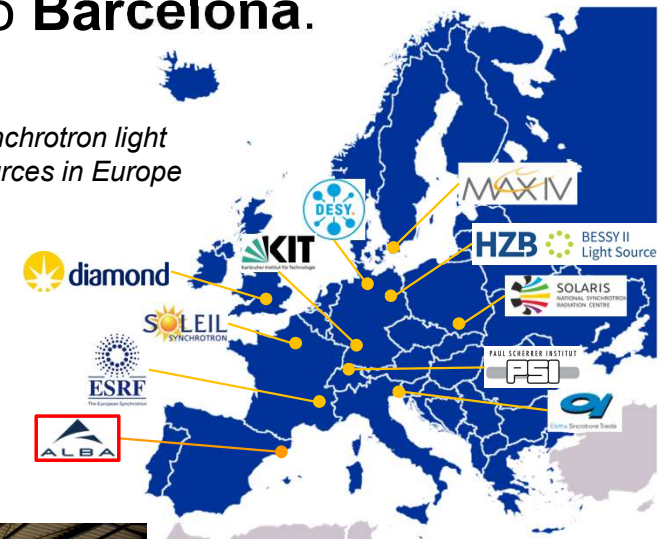 o Barcelona.
nchrotron light
urces in Europe
DESY.
MAX IV
KIT
Karlsruher Institut für Technologie
HZB BESSY II
Light Source
diamond
SOLARIS
NATIONAL SYNCHROTRON
RADIATION CENTRE
SOLEIL
SYNCHROTRON
PAUL SCHERRER INSTITUT
PSI
ESRF
The European Synchrotron
Elettra Sincrotrone Trieste
ALBA